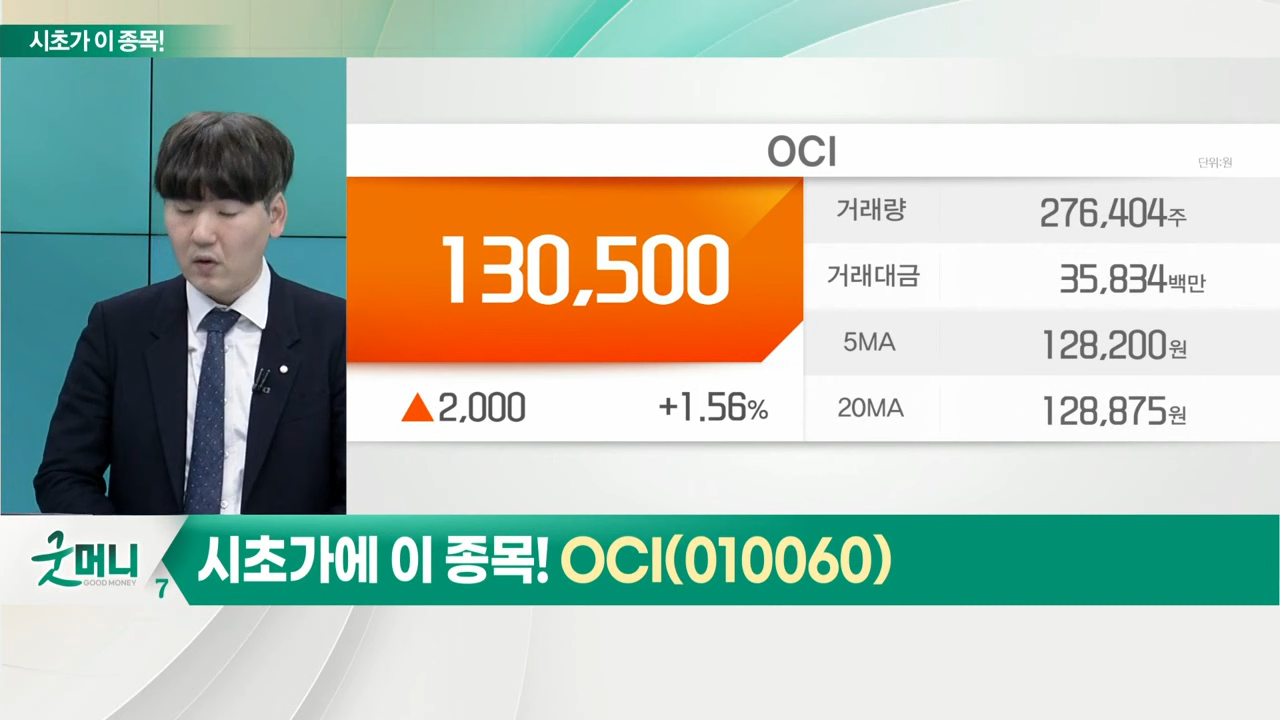 시초가 이 종목!
OCI
단위:원
130,500
▲2,000 +1.56%
거래량 276,404주
거래대금 35,834백만
5MA 128,200원
20MA 128,875원
굿머니
GOOD MONEY
7
시초가에 이 종목! OCI(010060)